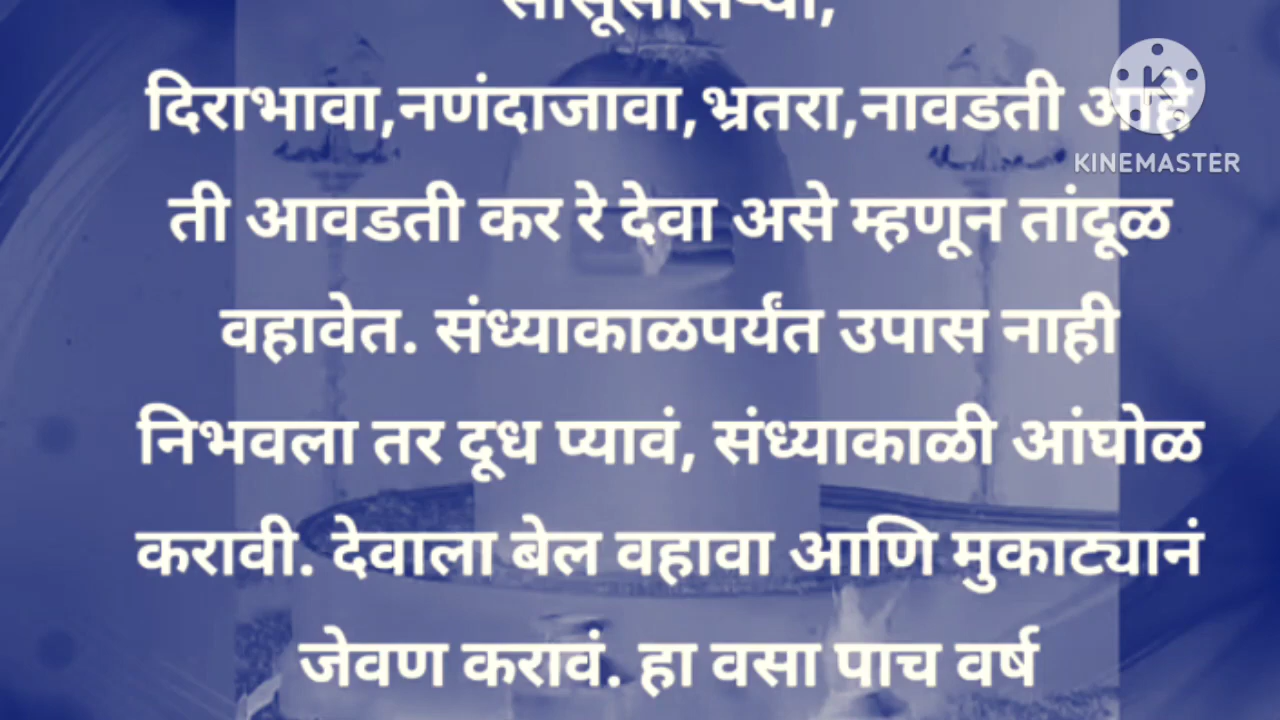 दिराभावा,नणंदाजावा,भ्रतरा,नावडती आहे
KINEMASTER
ती आवडती कर रे देवा असे म्हणून तांदूळ
वहावेत. संध्याकाळपर्यंत उपास नाही
निभवला तर दूध प्यावं, संध्याकाळी आंघोळ
करावी. देवाला बेल वहावा आणि मुकाट्यानं
जेवण करावं. हा वसा पाच वर्ष